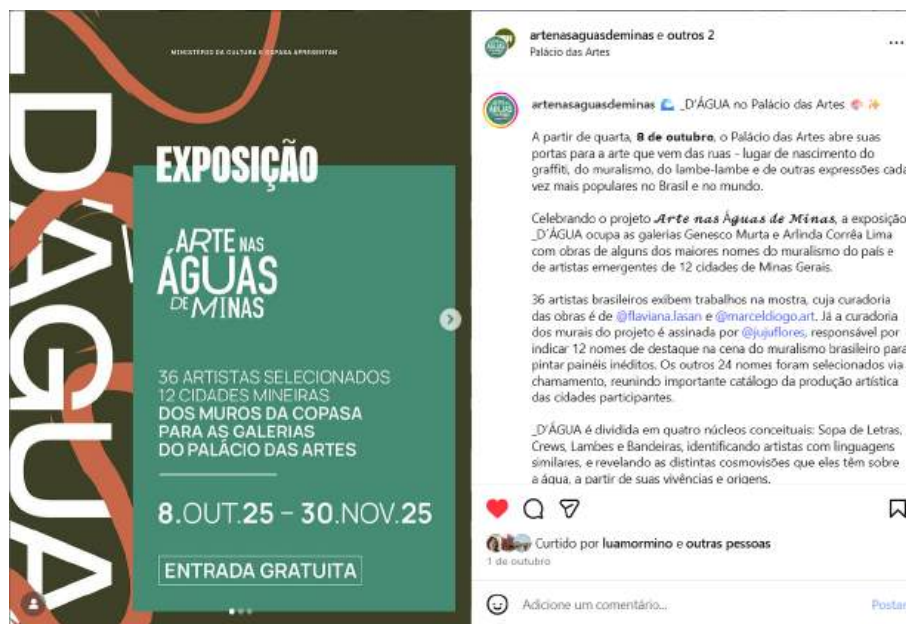 MINISTÉRIO DA CULTURA E COPASA APRESENTAM
_D'ÁGUA
EXPOSIÇÃO
ARTE NAS
ÁGUAS
DE MINAS
36 ARTISTAS SELECIONADOS
12 CIDADES MINEIRAS
DOS MUROS DA COPASA
PARA AS GALERIAS
DO PALÁCIO DAS ARTES
8.OUT.25 – 30.NOV.25
ENTRADA GRATUITA
artenasaguasdeminas e outros 2
Palácio das Artes
artenasaguasdeminas 🌊 _D'ÁGUA no Palácio das Artes 🎨 ✨
A partir de quarta, 8 de outubro, o Palácio das Artes abre suas
portas para a arte que vem das ruas - lugar de nascimento do
graffiti, do muralismo, do lambe-lambe e de outras expressões cada
vez mais populares no Brasil e no mundo.
Celebrando o projeto Arte nas Águas de Minas, a exposição
_D´ÁGUA ocupa as galerias Genesco Murta e Arlinda Corrêa Lima
com obras de alguns dos maiores nomes do muralismo do país e
de artistas emergentes de 12 cidades de Minas Gerais.
36 artistas brasileiros exibem trabalhos na mostra, cuja curadoria
das obras é de @flaviana.lasan e @marceldiogo.art. Já a curadoria
dos murais do projeto é assinada por @jujuflores, responsável por
indicar 12 nomes de destaque na cena do muralismo brasileiro para
pintar painéis inéditos. Os outros 24 nomes foram selecionados via
chamamento, reunindo importante catálogo da produção artística
das cidades participantes.
_D'ÁGUA é dividida em quatro núcleos conceituais: Sopa de Letras,
Crews, Lambes e Bandeiras, identificando artistas com linguagens
similares, e revelando as distintas cosmovisões que eles têm sobre
a água, a partir de suas vivências e origens.
Curtido por luamormino e outras pessoas
1 de outubro
Adicione um comentário...
Postar